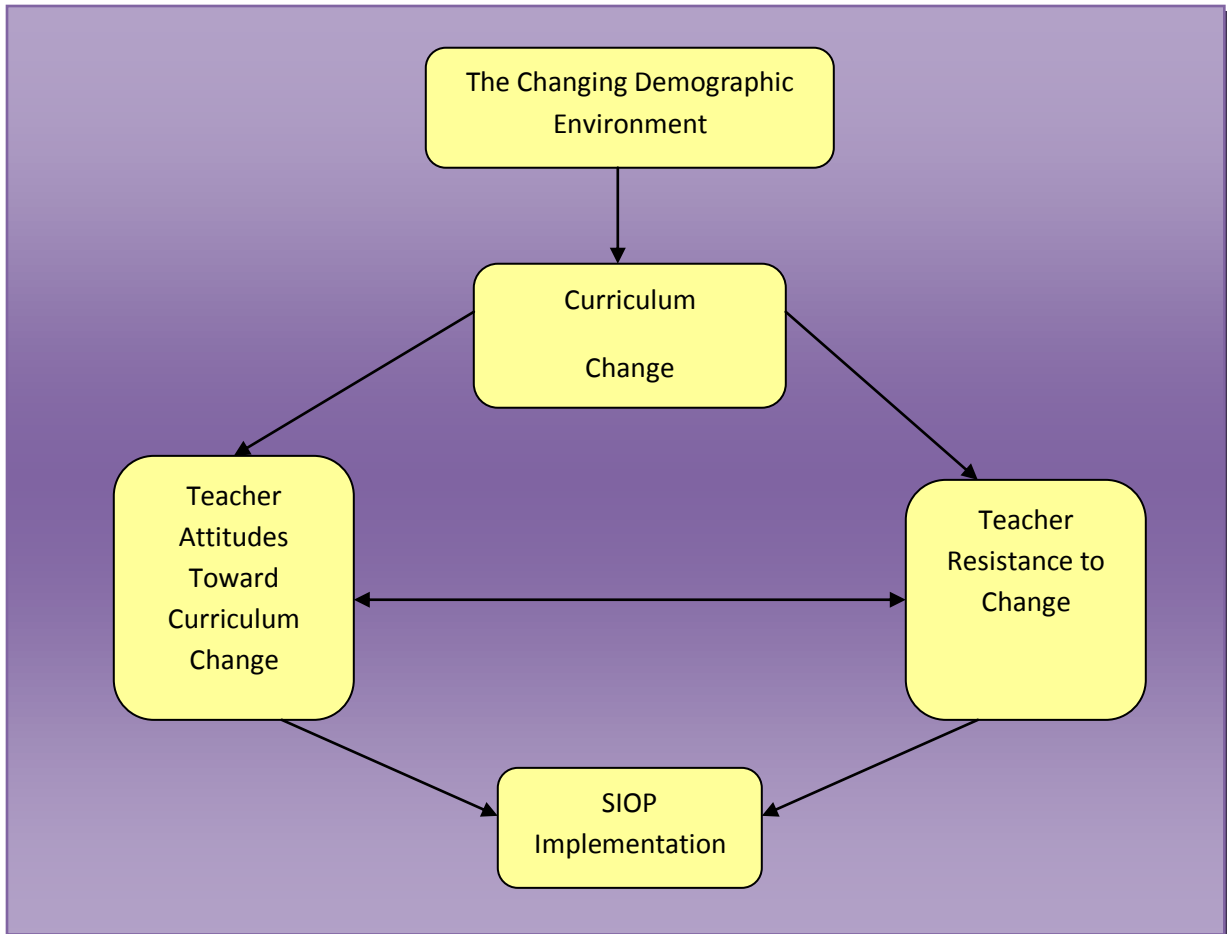 The Changing Demographic
Environment
Curriculum
Change
Teacher
Attitudes
Toward
Curriculum
Change
Teacher
Resistance to
Change
SIOP
Implementation